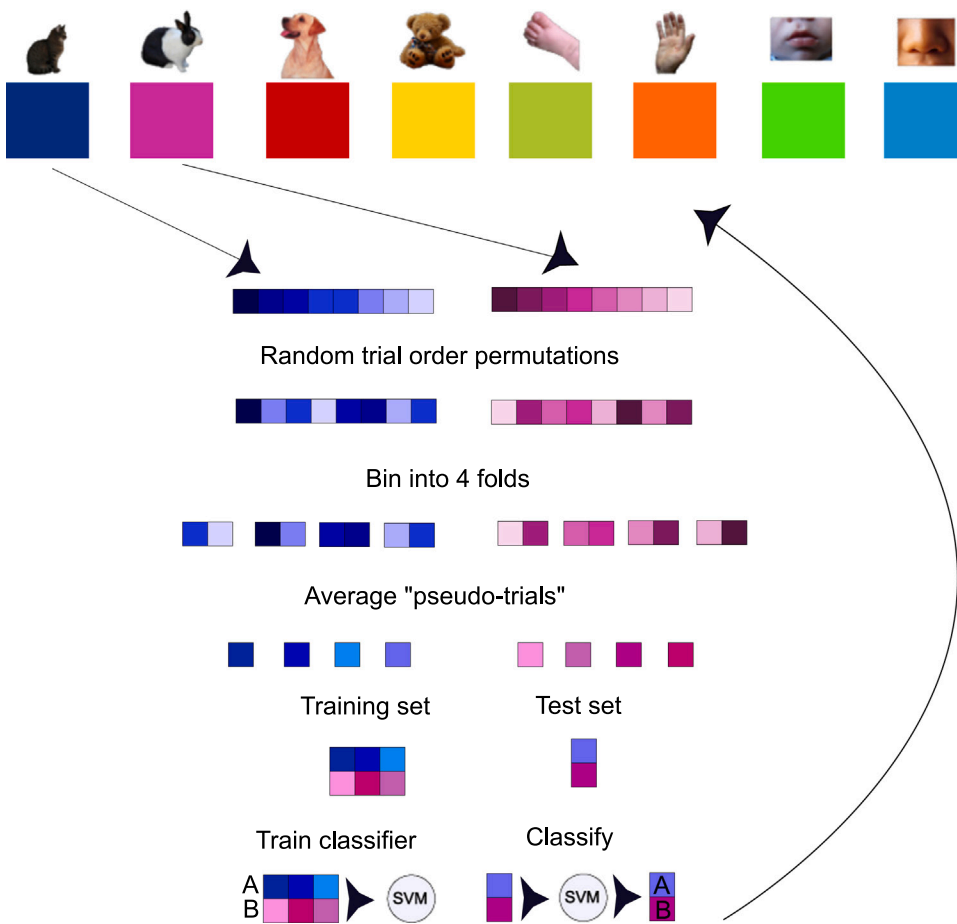 Random trial order permutations
Bin into 4 folds
Average "pseudo-trials"
Training set
Test set
Train classifier
Classify
A
B
SVM
SVM
A
B